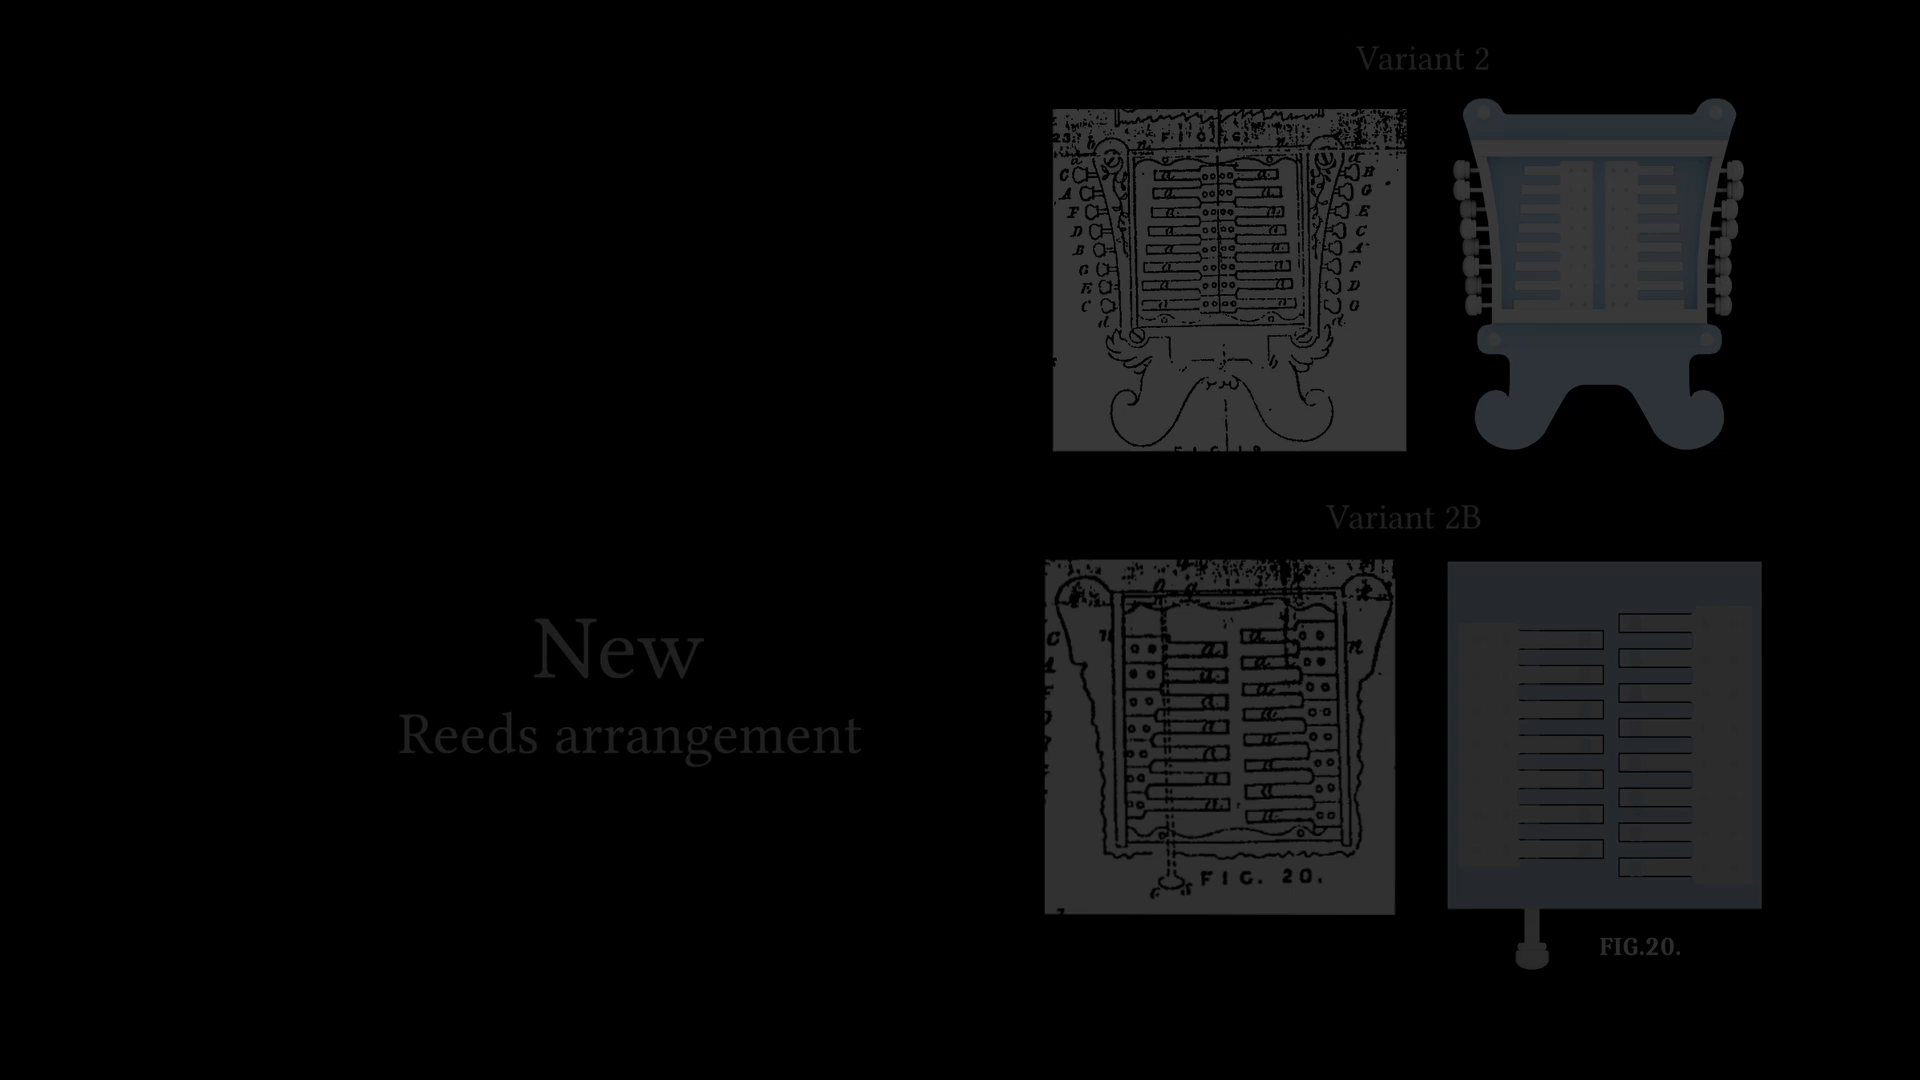 Variant 2
C
A
F
D
B
G
E
C
B
G
E
C
A
F
D
G
Variant 2B
New
Reeds arrangement
C
FIG. 20.
FIG.20.